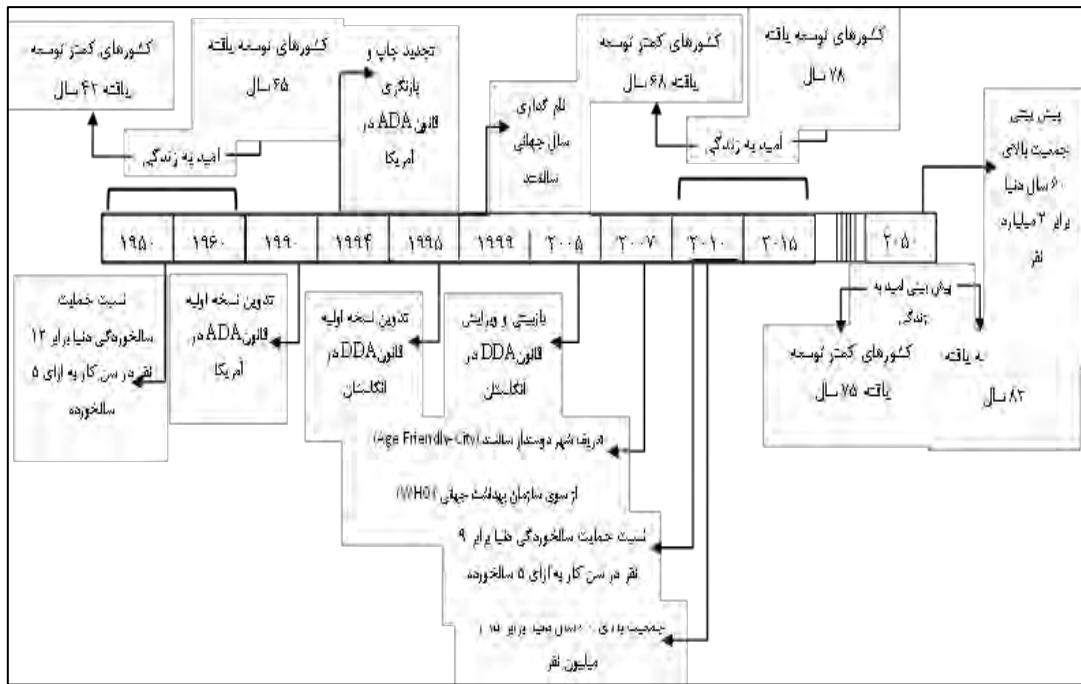 کشورهای کمتر توسعه
یافته ۴۲ سال
کشورهای توسعه یافته
۶۵ سال
امید به زندگی
تجدید چاپ و
بازنگری
قانون ADA در
آمریکا
نام گذاری
سال جهانی
سالمند
کشورهای کمتر توسعه
یافته ۶۸ سال
کشورهای توسعه یافته
۷۸ سال
امید به زندگی
پیش بینی
جمعیت بالای
۶۰ سال دنیا
برابر ۲ میلیارد
نفر
۱۹۵۰ ۱۹۶۰ ۱۹۹۰ ۱۹۹۴ ۱۹۹۵ ۱۹۹۹ ۲۰۰۵ ۲۰۰۷ ۲۰۱۰ ۲۰۱۵ ۲۰۵۰
نسبت حمایت
سالخوردگی دنیا برابر ۱۲
نفر در سن کار به ازای ۵
سالخورده
تدوین نسخه اولیه
قانون ADA در
آمریکا
تدوین نسخه اولیه
قانون DDA در
انگلستان
بازبینی و ویرایش
قانون DDA در
انگلستان
تعریف شهر دوستدار سالمند (Age Friendly-City)
از سوی سازمان بهداشت جهانی (WHO)
نسبت حمایت سالخوردگی دنیا برابر ۹
نفر در سن کار به ازای ۵ سالخورده
جمعیت بالای سال برابر
میلیون نفر
پیش بینی امید به
زندگی
کشورهای کمتر توسعه
یافته ۷۵ سال
یافته
۸۲ سال